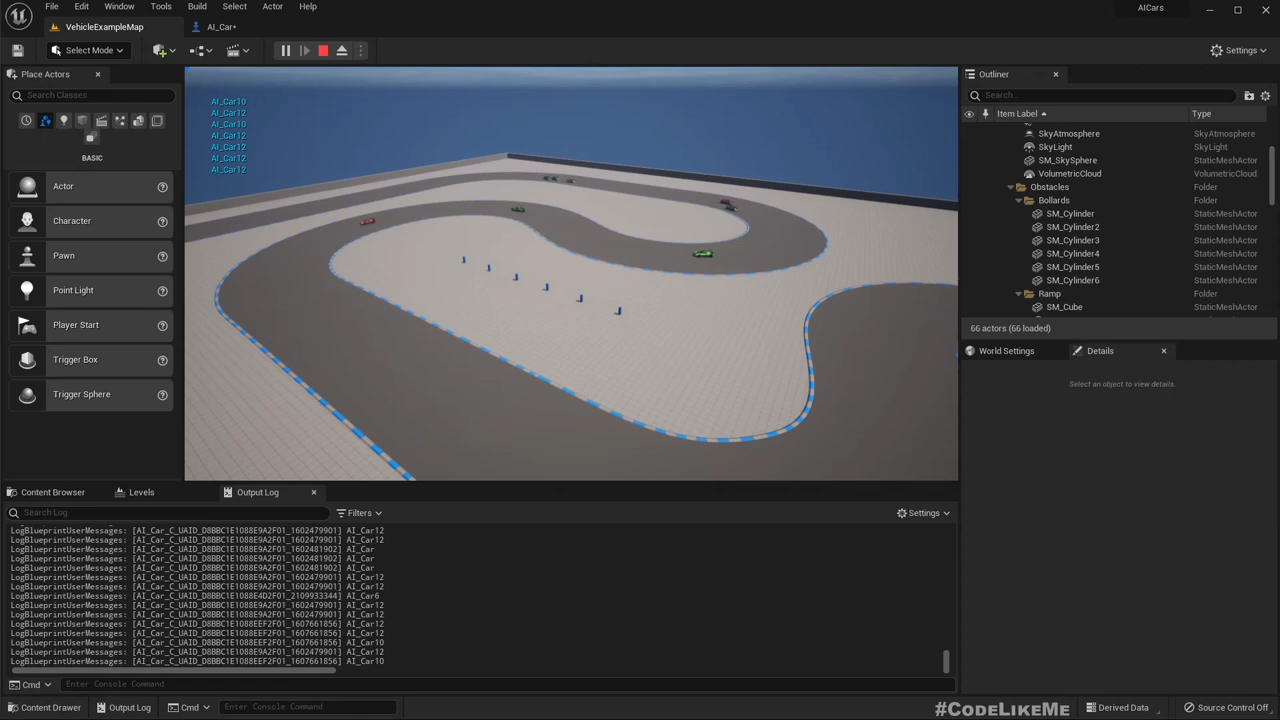 File Edit Window Tools Build Select Actor Help
AICars
VehicleExampleMap
AI_Car*
Select Mode
Settings
Place Actors
Search Classes
BASIC
Actor
Character
Pawn
Point Light
Player Start
Trigger Box
Trigger Sphere
AI_Car10
AI_Car12
AI_Car10
AI_Car12
AI_Car12
AI_Car12
AI_Car12
Outliner
Search...
Item Label Type
SkyAtmosphere SkyAtmosphere
SkyLight SkyLight
SM_SkySphere StaticMeshActor
VolumetricCloud VolumetricCloud
Obstacles Folder
Bollards Folder
SM_Cylinder StaticMeshActor
SM_Cylinder2 StaticMeshActor
SM_Cylinder3 StaticMeshActor
SM_Cylinder4 StaticMeshActor
SM_Cylinder5 StaticMeshActor
SM_Cylinder6 StaticMeshActor
Ramp Folder
SM_Cube StaticMeshActor
66 actors (66 loaded)
World Settings
Details
Select an object to view details.
Content Browser
Levels
Output Log
Search Log
Filters
Settings
LogBlueprintUserMessages: [AI_Car_C_UAID_D8BBC1E1088E9A2F01_1602479901] AI_Car12
LogBlueprintUserMessages: [AI_Car_C_UAID_D8BBC1E1088E9A2F01_1602479901] AI_Car12
LogBlueprintUserMessages: [AI_Car_C_UAID_D8BBC1E1088E9A2F01_1602481902] AI_Car
LogBlueprintUserMessages: [AI_Car_C_UAID_D8BBC1E1088E9A2F01_1602481902] AI_Car
LogBlueprintUserMessages: [AI_Car_C_UAID_D8BBC1E1088E9A2F01_1602481902] AI_Car
LogBlueprintUserMessages: [AI_Car_C_UAID_D8BBC1E1088E9A2F01_1602479901] AI_Car12
LogBlueprintUserMessages: [AI_Car_C_UAID_D8BBC1E1088E9A2F01_1602479901] AI_Car12
LogBlueprintUserMessages: [AI_Car_C_UAID_D8BBC1E1088E4D2F01_2109933344] AI_Car6
LogBlueprintUserMessages: [AI_Car_C_UAID_D8BBC1E1088E9A2F01_1602479901] AI_Car12
LogBlueprintUserMessages: [AI_Car_C_UAID_D8BBC1E1088E9A2F01_1602479901] AI_Car12
LogBlueprintUserMessages: [AI_Car_C_UAID_D8BBC1E1088EEF2F01_1607661856] AI_Car12
LogBlueprintUserMessages: [AI_Car_C_UAID_D8BBC1E1088EEF2F01_1607661856] AI_Car12
LogBlueprintUserMessages: [AI_Car_C_UAID_D8BBC1E1088EEF2F01_1607661856] AI_Car10
LogBlueprintUserMessages: [AI_Car_C_UAID_D8BBC1E1088E9A2F01_1602479901] AI_Car12
LogBlueprintUserMessages: [AI_Car_C_UAID_D8BBC1E1088EEF2F01_1607661856] AI_Car10
Cmd
Enter Console Command
Content Drawer
Output Log
Cmd
Enter Console Command
Derived Data
Source Control Off
#CODELIKEME